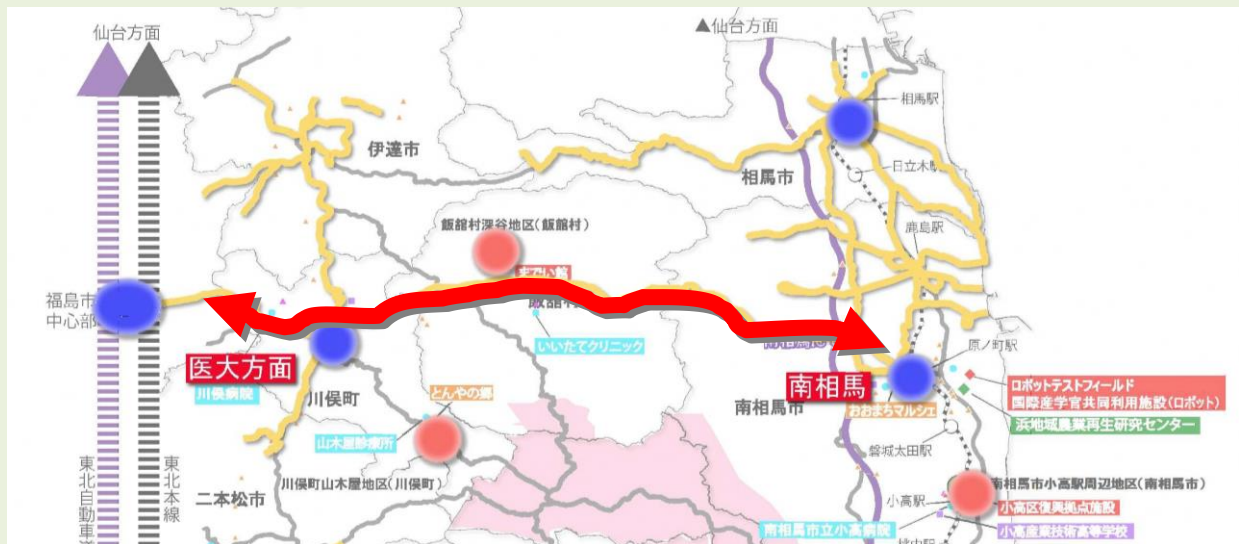 仙台方面
▲仙台方面
相馬駅
伊達市
日立木駅
相馬市
飯舘村深谷地区(飯舘村)
鹿島駅
までい館
福島市
中心部
飯舘村
いいたてクリニック
原ノ町駅
医大方面
南相馬
川俣病院
川俣町
とんやの郷
ロボットテストフィールド
国際産学官共同利用施設(ロボット)
南相馬市
おおまちマルシェ
浜地域農業再生研究センター
山木屋診療所
磐城太田駅
川俣町山木屋地区(川俣町)
南相馬市小高駅周辺地区(南相馬市)
二本松市
小高駅
小高区復興拠点施設
南相馬市立小高病院
小高産業技術高等学校
東北自動車道
東北本線